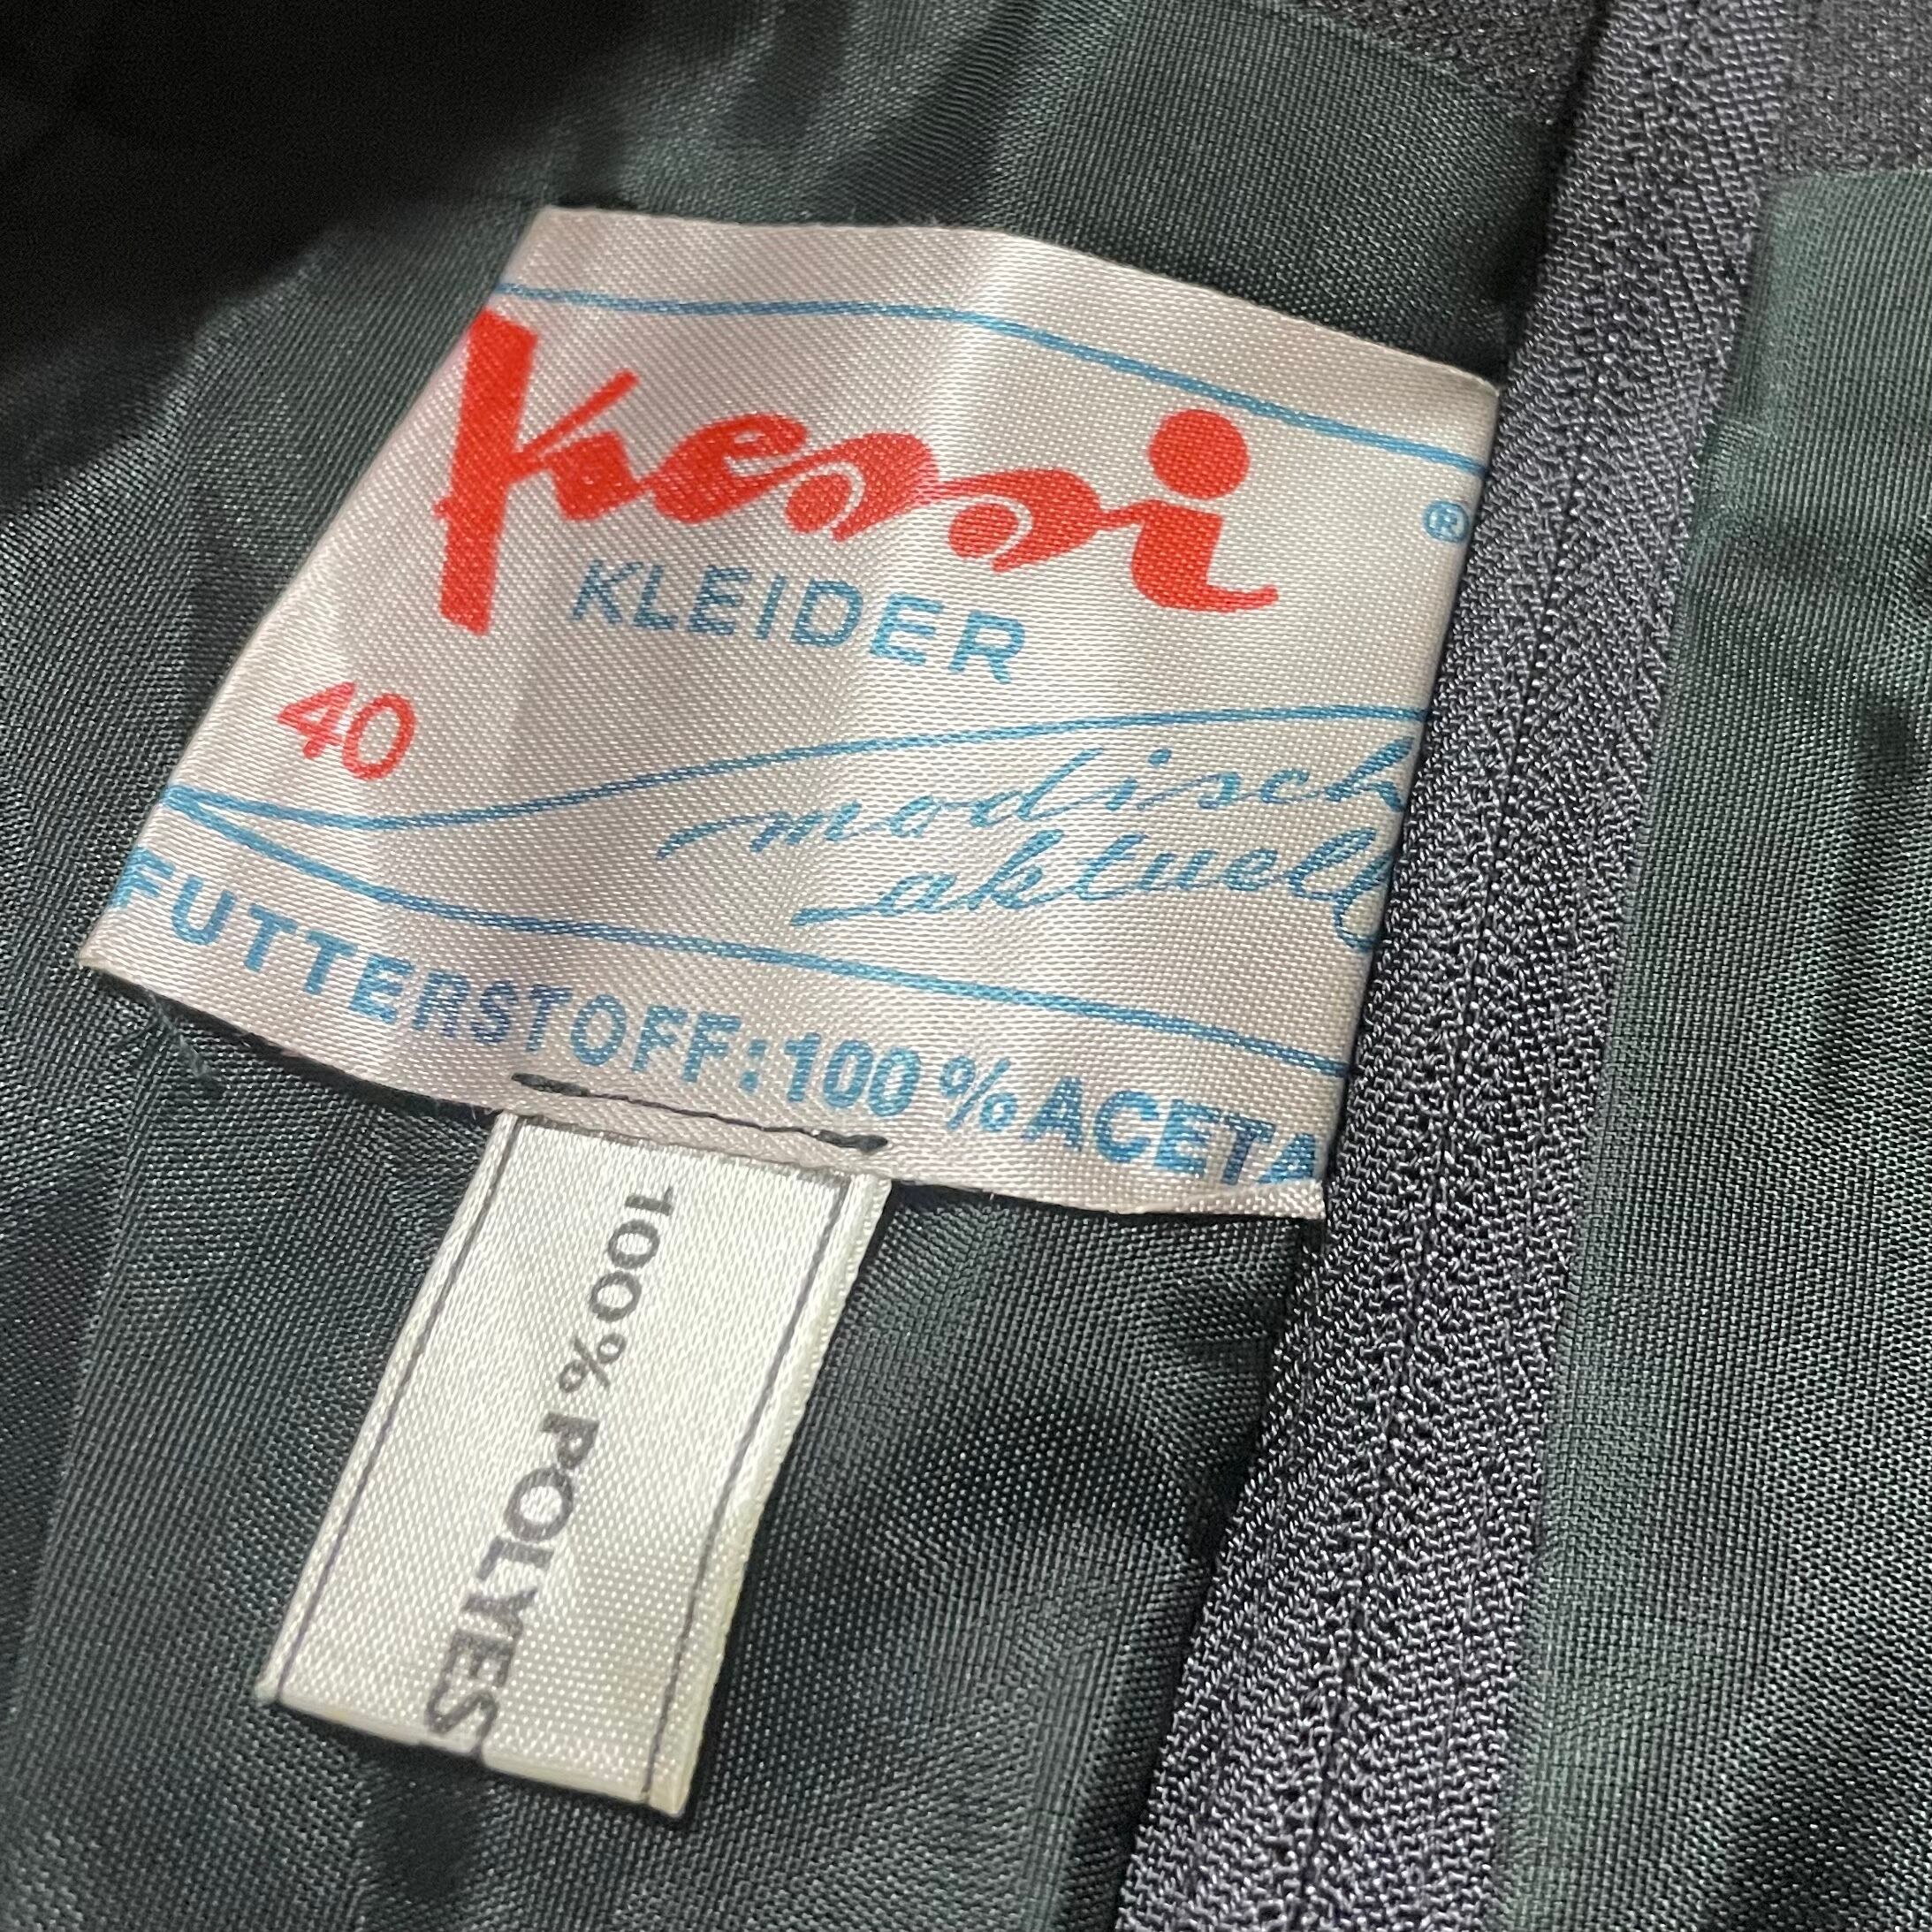 Kessi
®
KLEIDER
40
modisch
aktuell
FUTTERSTOFF: 100% ACETA
100% POLYES